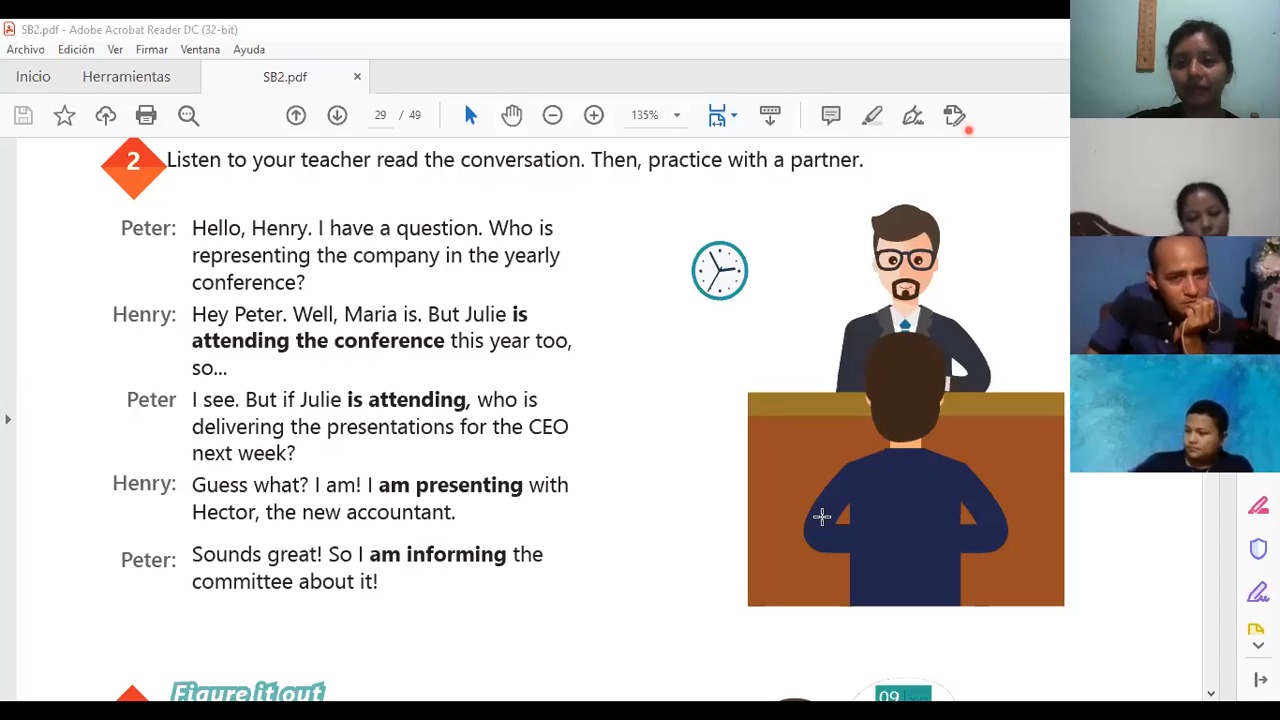 SB2.pdf - Adobe Acrobat Reader DC (32-bit)
Archivo Edición Ver Firmar Ventana Ayuda
Inicio Herramientas SB2.pdf ×
29 / 49 135%
2 Listen to your teacher read the conversation. Then, practice with a partner.
Peter: Hello, Henry. I have a question. Who is
representing the company in the yearly
conference?
Henry: Hey Peter. Well, Maria is. But Julie is
attending the conference this year too,
so...
Peter I see. But if Julie is attending, who is
delivering the presentations for the CEO
next week?
Henry: Guess what? I am! I am presenting with
Hector, the new accountant.
Peter: Sounds great! So I am informing the
committee about it!
Figure it out
09